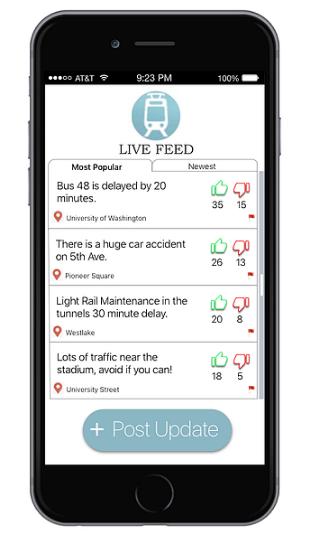 AT&T 9:23 PM 100%
LIVE FEED
Most Popular Newest
Bus 48 is delayed by 20
minutes.
35 15
University of Washington
There is a huge car accident
on 5th Ave.
26 13
Pioneer Square
Light Rail Maintenance in the
tunnels 30 minute delay.
20 8
Westlake
Lots of traffic near the
stadium, avoid if you can!
18 5
University Street
+ Post Update